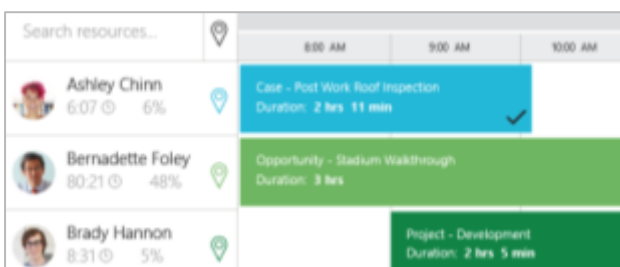 Search resources...
8:00 AM 9:00 AM 10:00 AM
Ashley Chinn
6:07 6%
Case - Post Work Roof Inspection
Duration: 2 hrs 11 min
Bernadette Foley
80:21 48%
Opportunity - Stadium Walkthrough
Duration: 3 hrs
Brady Hannon
8:31 5%
Project - Development
Duration: 2 hrs 5 min